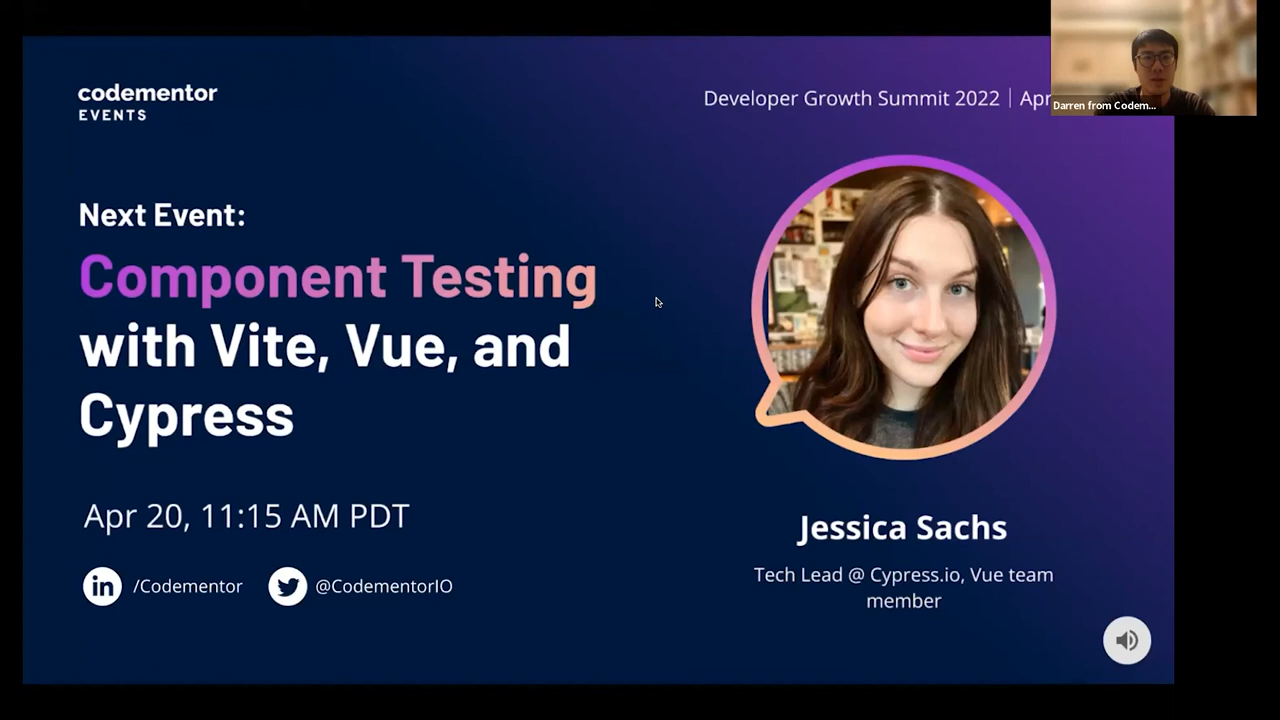 codementor
EVENTS
Developer Growth Summit 2022 | Apr
Darren from Codem...
Next Event:
Component Testing
with Vite, Vue, and
Cypress
Apr 20, 11:15 AM PDT
in /Codementor @CodementorIO
Jessica Sachs
Tech Lead @ Cypress.io, Vue team
member